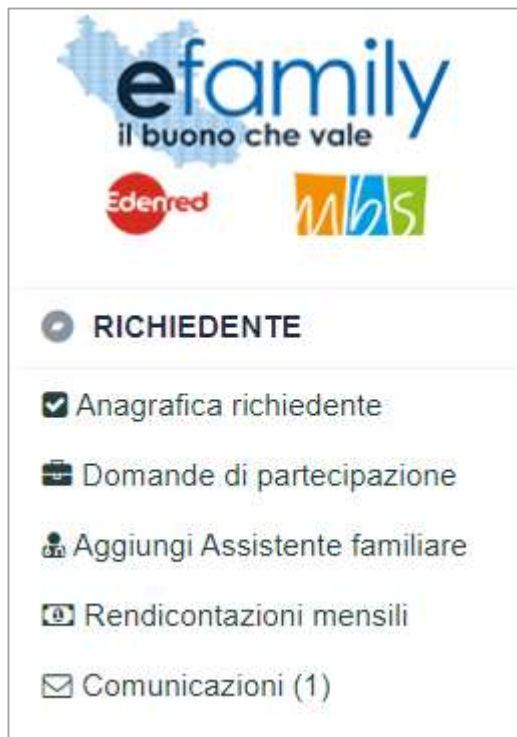 efamily
il buono che vale
Edenred mbs
RICHIEDENTE
Anagrafica richiedente
Domande di partecipazione
Aggiungi Assistente familiare
Rendicontazioni mensili
Comunicazioni (1)